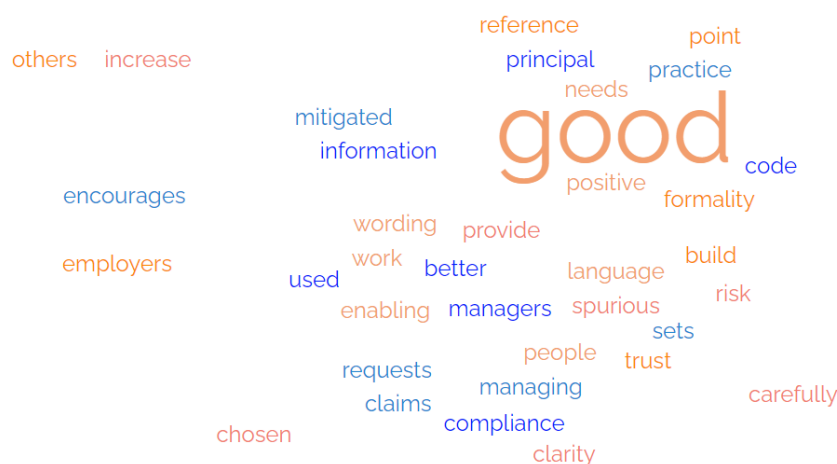 reference
point
others
increase
principal
practice
needs
mitigated
good
information
code
positive
encourages
formality
wording
provide
build
work
employers
better
language
used
risk
enabling
managers
spurious
sets
people
trust
requests
managing
carefully
claims
compliance
chosen
clarity